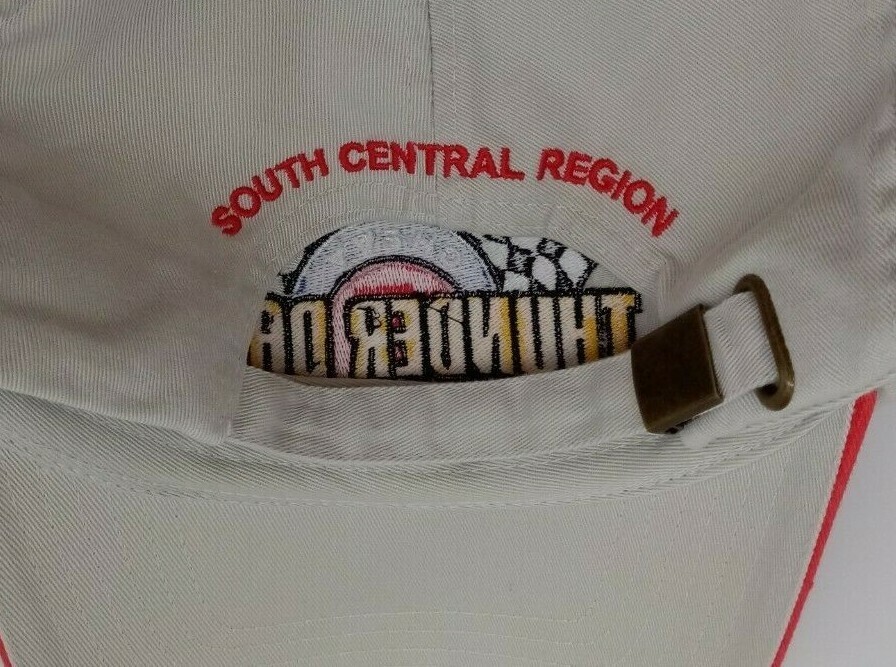 SOUTH CENTRAL REGION
THUNDER